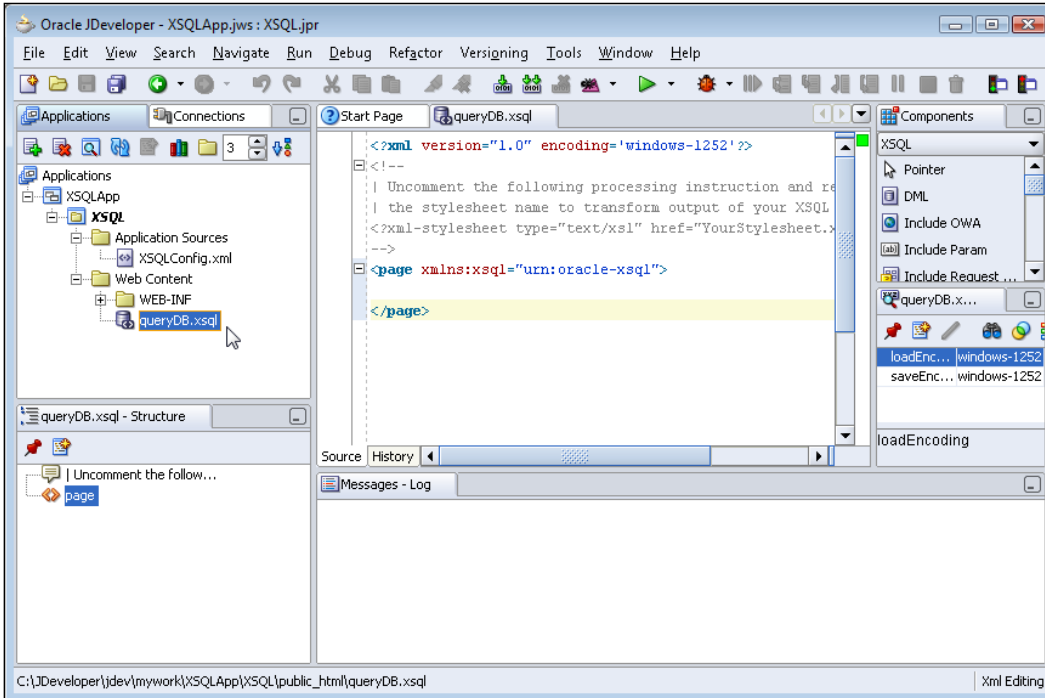 Oracle JDeveloper - XSQLApp.jws : XSQL.jpr
File Edit View Search Navigate Run Debug Refactor Versioning Tools Window Help
Applications
Connections
3
Applications
XSQLApp
XSQL
Application Sources
XSQLConfig.xml
Web Content
WEB-INF
queryDB.xsql
queryDB.xsql - Structure
| Uncomment the follow...
page
Start Page
queryDB.xsql
<?xml version="1.0" encoding='windows-1252'?>
<!--
| Uncomment the following processing instruction and re
| the stylesheet name to transform output of your XSQL
<?xml-stylesheet type="text/xsl" href="YourStylesheet.x
-->
<page xmlns:xsql="urn:oracle-xsql">
</page>
Source History
Messages - Log
Components
XSQL
Pointer
DML
Include OWA
Include Param
Include Request ...
queryDB.x...
loadEnc... windows-1252
saveEnc... windows-1252
loadEncoding
C:\JDeveloper\jdev\mywork\XSQLApp\XSQL\public_html\queryDB.xsql
Xml Editing